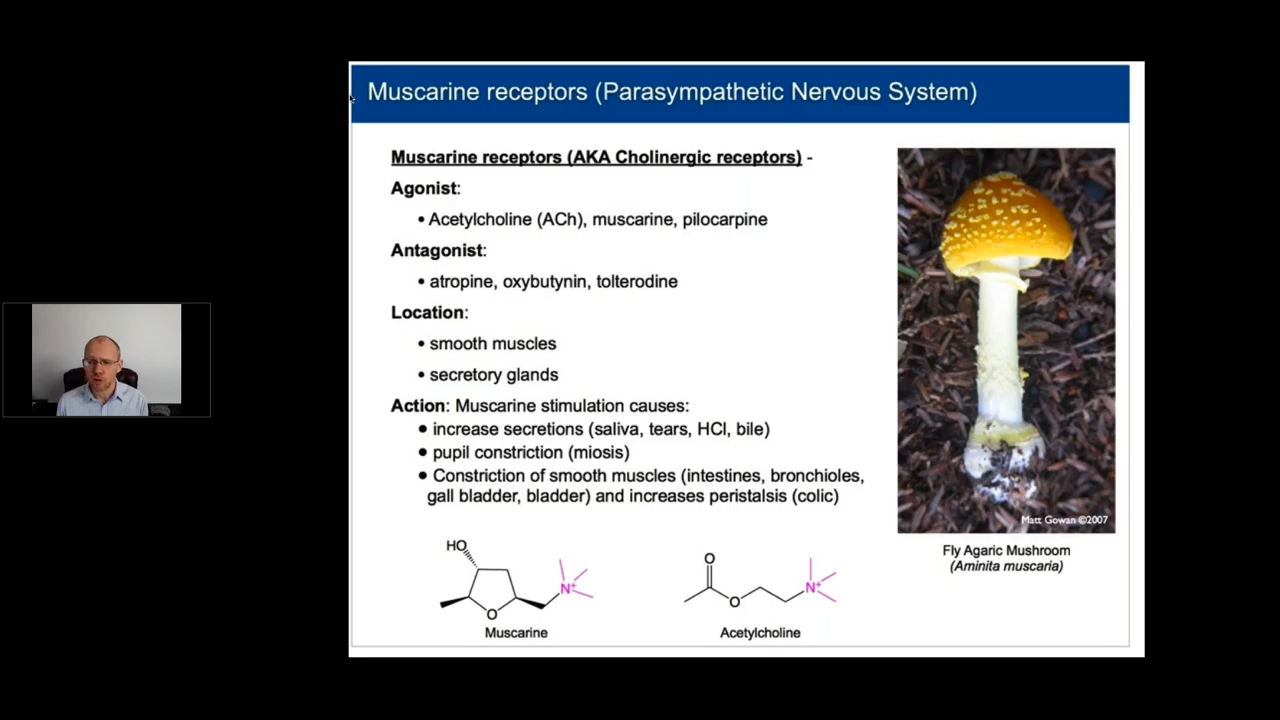 Muscarine receptors (Parasympathetic Nervous System)
Muscarine receptors (AKA Cholinergic receptors) -
Agonist:
• Acetylcholine (ACh), muscarine, pilocarpine
Antagonist:
• atropine, oxybutynin, tolterodine
Location:
• smooth muscles
• secretory glands
Action: Muscarine stimulation causes:
• increase secretions (saliva, tears, HCl, bile)
• pupil constriction (miosis)
• Constriction of smooth muscles (intestines, bronchioles,
gall bladder, bladder) and increases peristalsis (colic)
Matt Gowan ©2007
Fly Agaric Mushroom
(Aminita muscaria)
HO
N+
O
Muscarine
O
O
N+
Acetylcholine